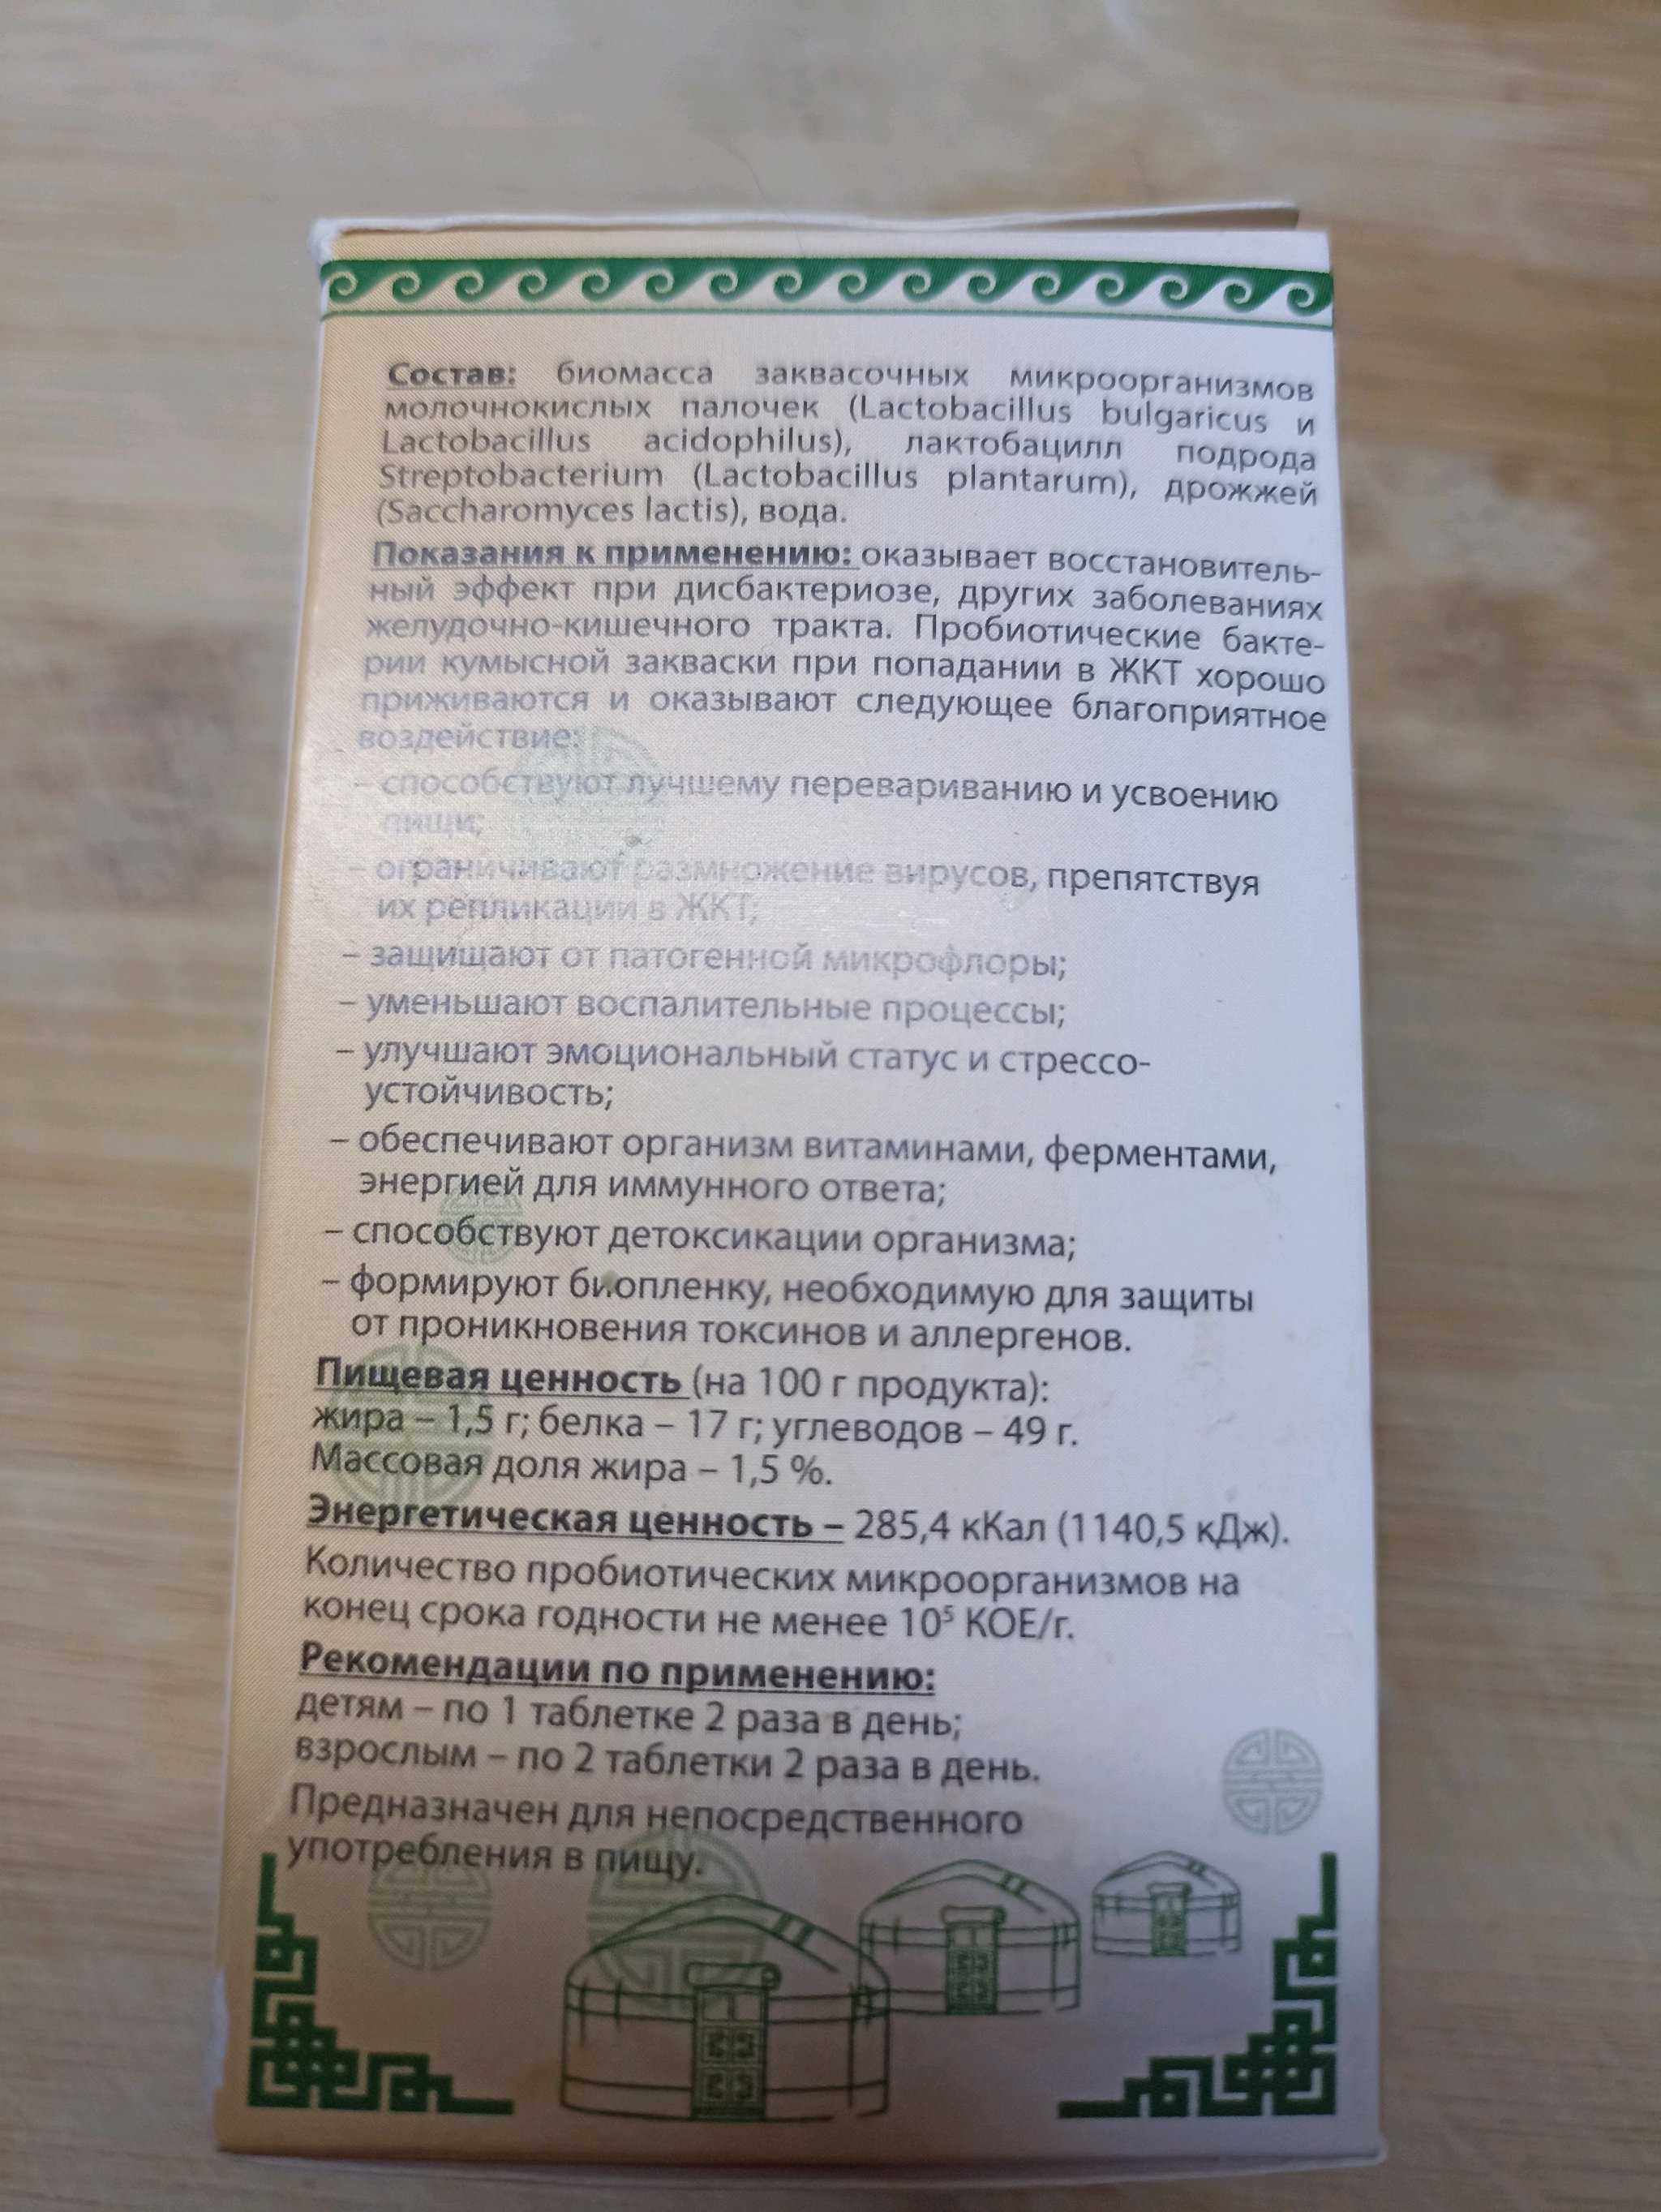 Состав: биомасса заквасочных микроорганизмов
молочнокислых палочек (Lactobacillus bulgaricus и
Lactobacillus acidophilus), лактобацилл подрода
Streptobacterium (Lactobacillus plantarum), дрожжей
(Saccharomyces lactis), вода.
Показания к применению: оказывает восстановитель-
ный эффект при дисбактериозе, других заболеваниях
желудочно-кишечного тракта. Пробиотические бакте-
рии кумысной закваски при попадании в ЖКТ хорошо
приживаются и оказывают следующее благоприятное
воздействие:
– способствуют лучшему перевариванию и усвоению
пищи;
– ограничивают размножение вирусов, препятствуя
их репликации в ЖКТ;
– защищают от патогенной микрофлоры;
– уменьшают воспалительные процессы;
– улучшают эмоциональный статус и стрессо-
устойчивость;
– обеспечивают организм витаминами, ферментами,
энергией для иммунного ответа;
– способствуют детоксикации организма;
– формируют биопленку, необходимую для защиты
от проникновения токсинов и аллергенов.
Пищевая ценность (на 100 г продукта):
жира – 1,5 г; белка – 17 г; углеводов – 49 г.
Массовая доля жира – 1,5 %.
Энергетическая ценность – 285,4 кКал (1140,5 кДж).
Количество пробиотических микроорганизмов на
конец срока годности не менее 10⁵ КОЕ/г.
Рекомендации по применению:
детям – по 1 таблетке 2 раза в день;
взрослым – по 2 таблетки 2 раза в день.
Предназначен для непосредственного
употребления в пищу.